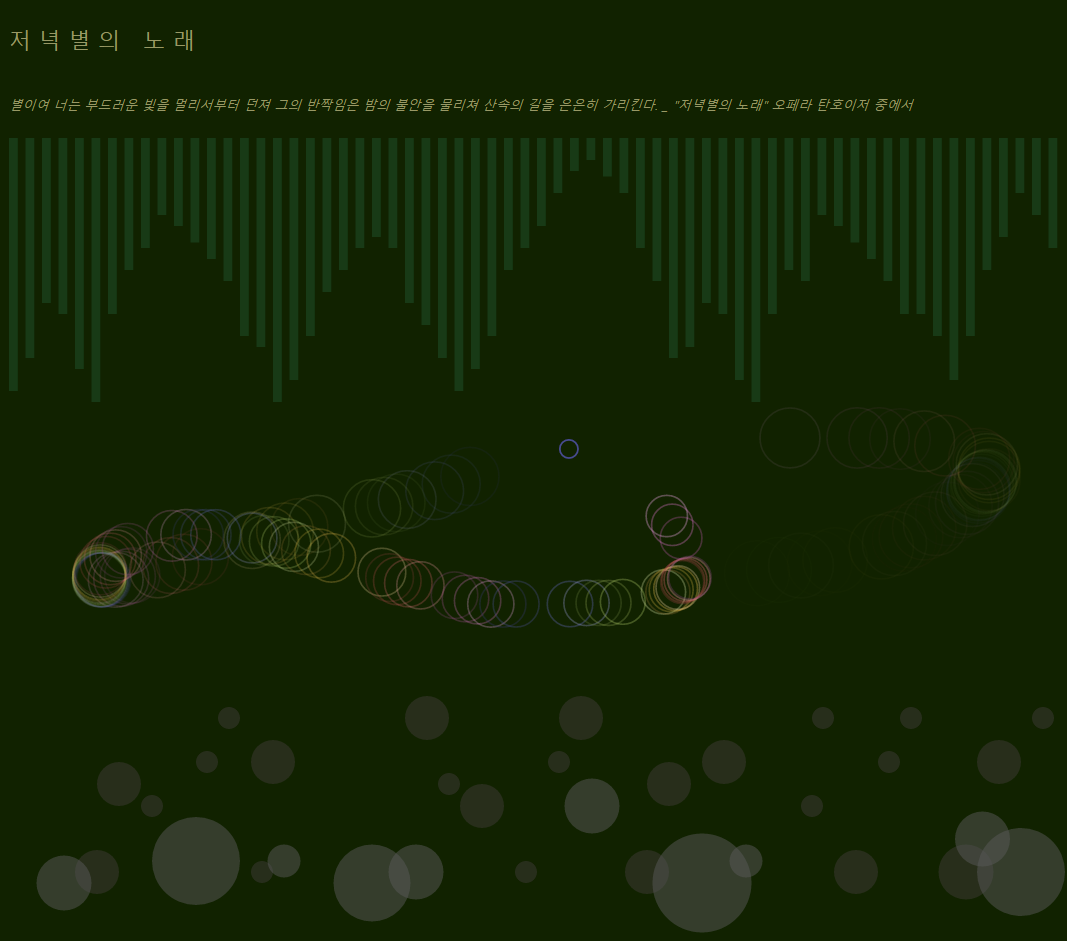 저녁별의 노래
별이여 너는 부드러운 빛을 멀리서부터 던져 그의 반짝임은 밤의 불안을 물리쳐 산속의 길을 은은히 가리킨다. _ "저녁별의 노래" 오페라 탄호이저 중에서